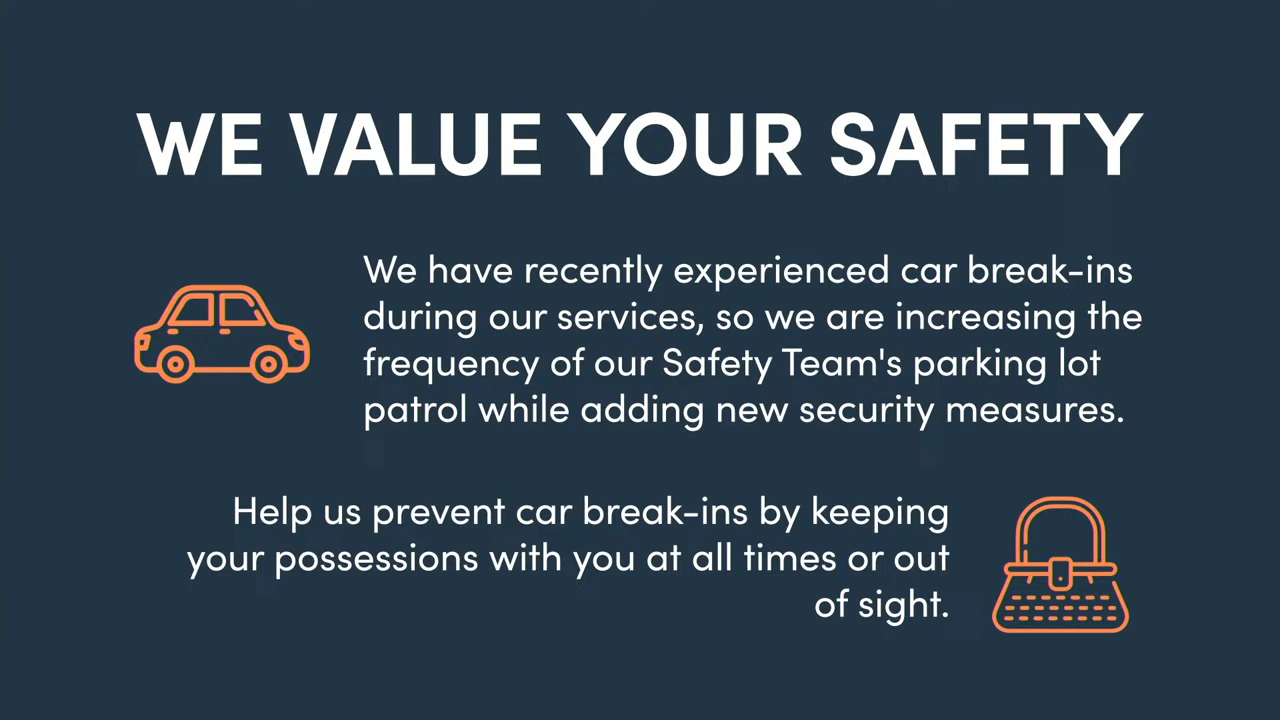 WE VALUE YOUR SAFETY
We have recently experienced car break-ins
during our services, so we are increasing the
frequency of our Safety Team's parking lot
patrol while adding new security measures.
Help us prevent car break-ins by keeping
your possessions with you at all times or out
of sight.